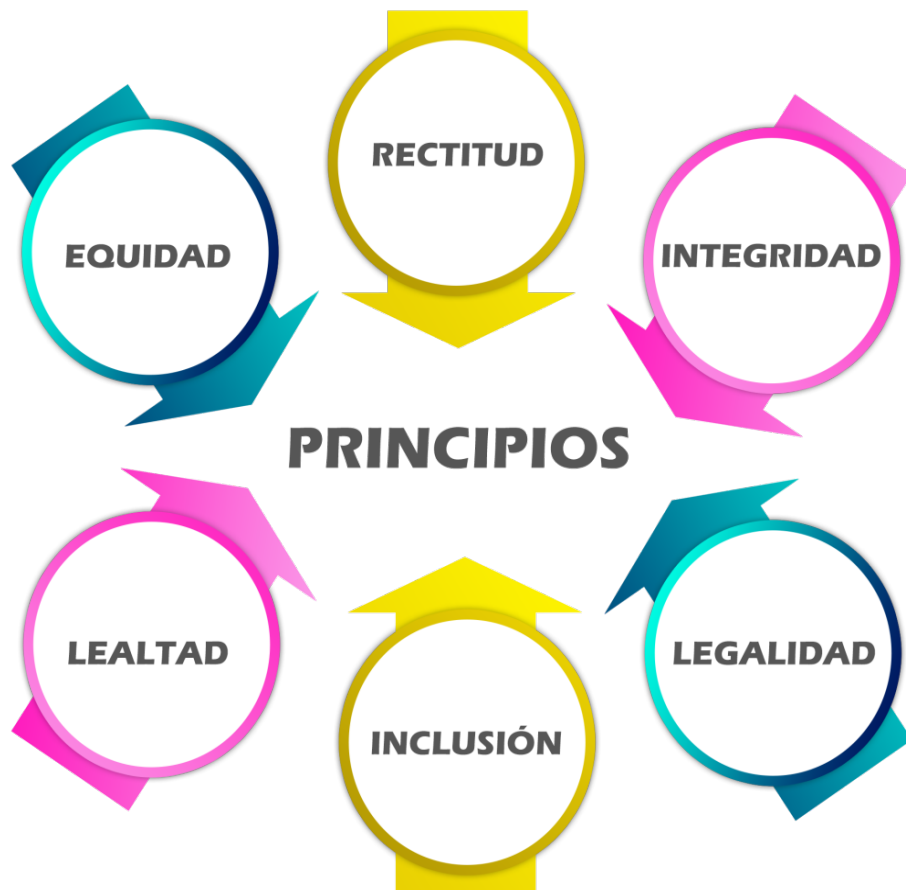 RECTITUD
EQUIDAD
INTEGRIDAD
PRINCIPIOS
LEALTAD
LEGALIDAD
INCLUSIÓN